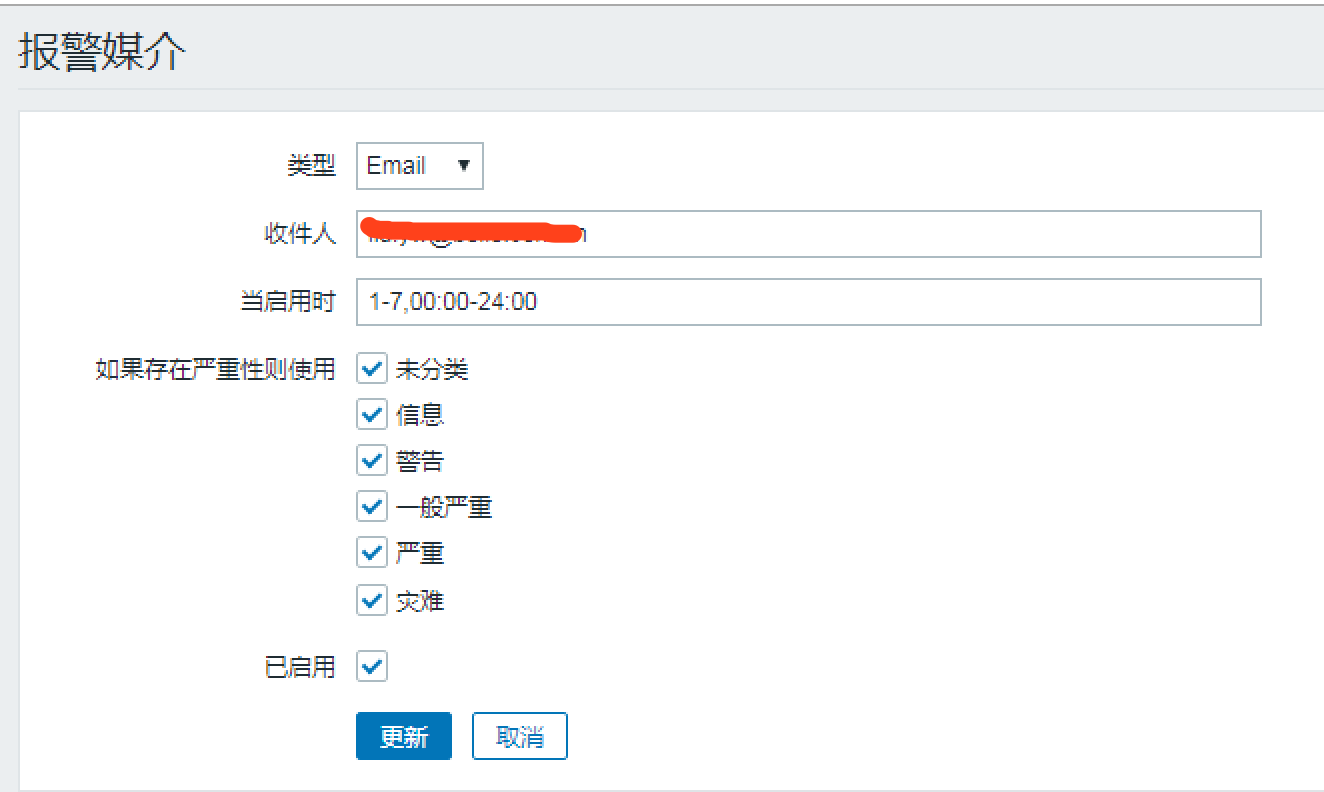 报警媒介
类型 Email
收件人
当启用时 1-7,00:00-24:00
如果存在严重性则使用 未分类
信息
警告
一般严重
严重
灾难
已启用
更新 取消